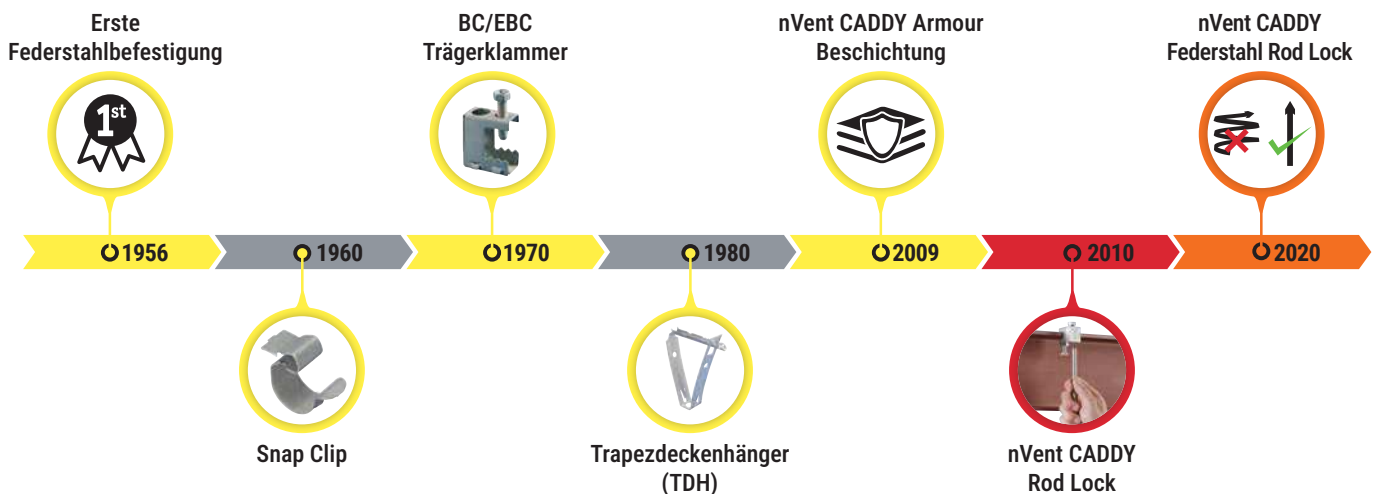 Erste
Federstahlbefestigung
BC/EBC
Trägerklammer
nVent CADDY Armour
Beschichtung
nVent CADDY
Federstahl Rod Lock
1st
1956
1960
1970
1980
2009
2010
2020
Snap Clip
Trapezdeckenhänger
(TDH)
nVent CADDY
Rod Lock